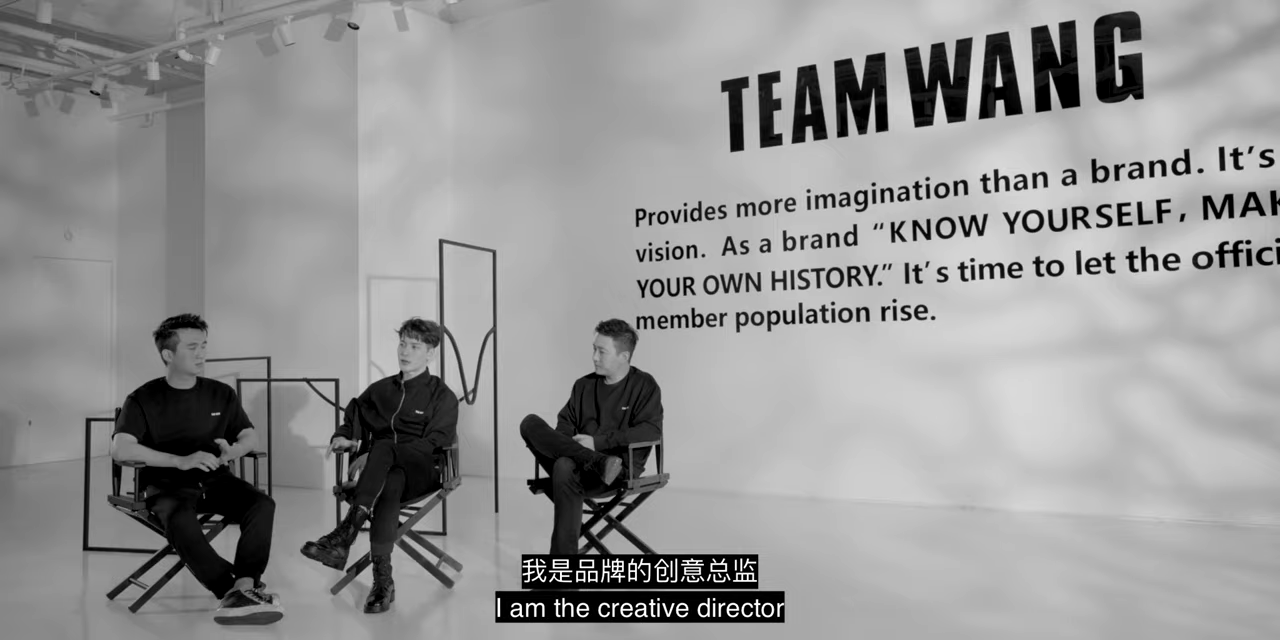 TEAM WANG
Provides more imagination than a brand. It's
vision. As a brand “KNOW YOURSELF, MAK
YOUR OWN HISTORY.” It's time to let the offici
member population rise.
我是品牌的创意总监
I am the creative director